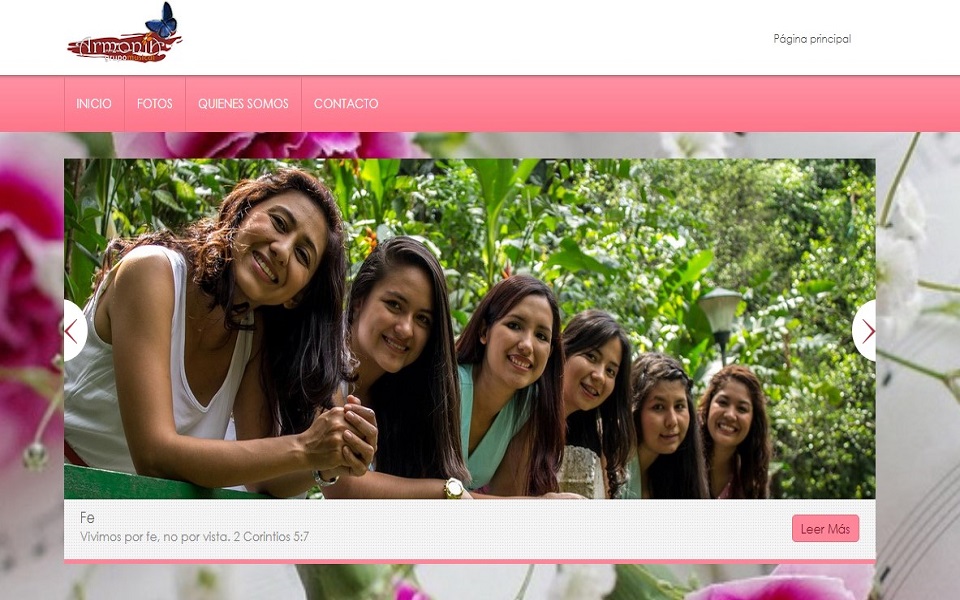 Armonía
grupo musical
Página principal
INICIO
FOTOS
QUIENES SOMOS
CONTACTO
Fe
Vivimos por fe, no por vista. 2 Corintios 5:7
Leer Más